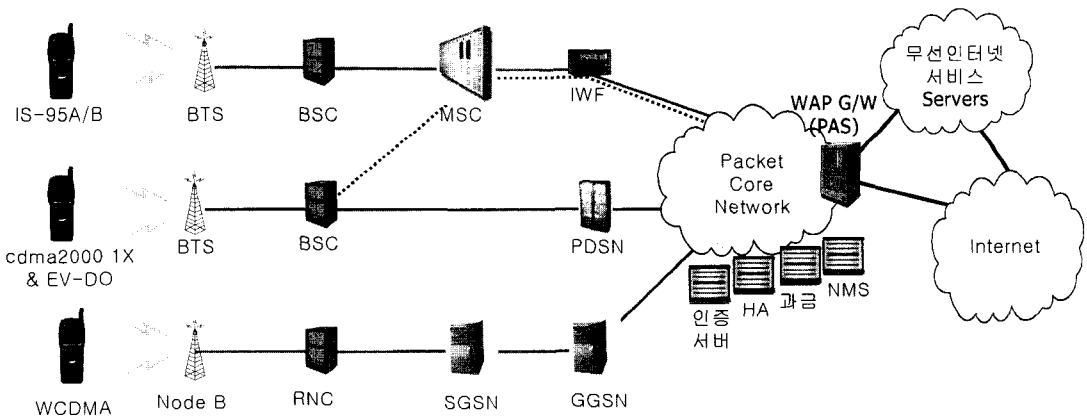 IS-95A/B
BTS
BSC
MSC
IWF
WAP G/W
(PAS)
무선인터넷
서비스
Servers
cdma2000 1X
& EV-DO
BTS
BSC
PDSN
Packet
Core
Network
Internet
인증
서버
HA
과금
NMS
WCDMA
Node B
RNC
SGSN
GGSN